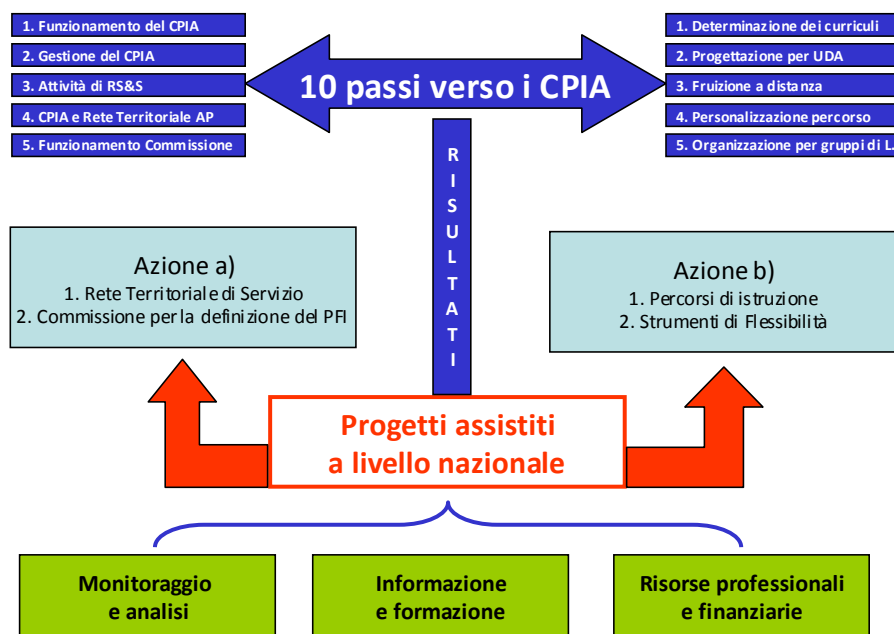 1. Funzionamento del CPIA
2. Gestione del CPIA
3. Attività di RS&S
4. CPIA e Rete Territoriale AP
5. Funzionamento Commissione
10 passi verso i CPIA
1. Determinazione dei curriculi
2. Progettazione per UDA
3. Fruizione a distanza
4. Personalizzazione percorso
5. Organizzazione per gruppi di L.
RISULTATI
Azione a)
1. Rete Territoriale di Servizio
2. Commissione per la definizione del PFI
Azione b)
1. Percorsi di istruzione
2. Strumenti di Flessibilità
Progetti assistiti
a livello nazionale
Monitoraggio
e analisi
Informazione
e formazione
Risorse professionali
e finanziarie